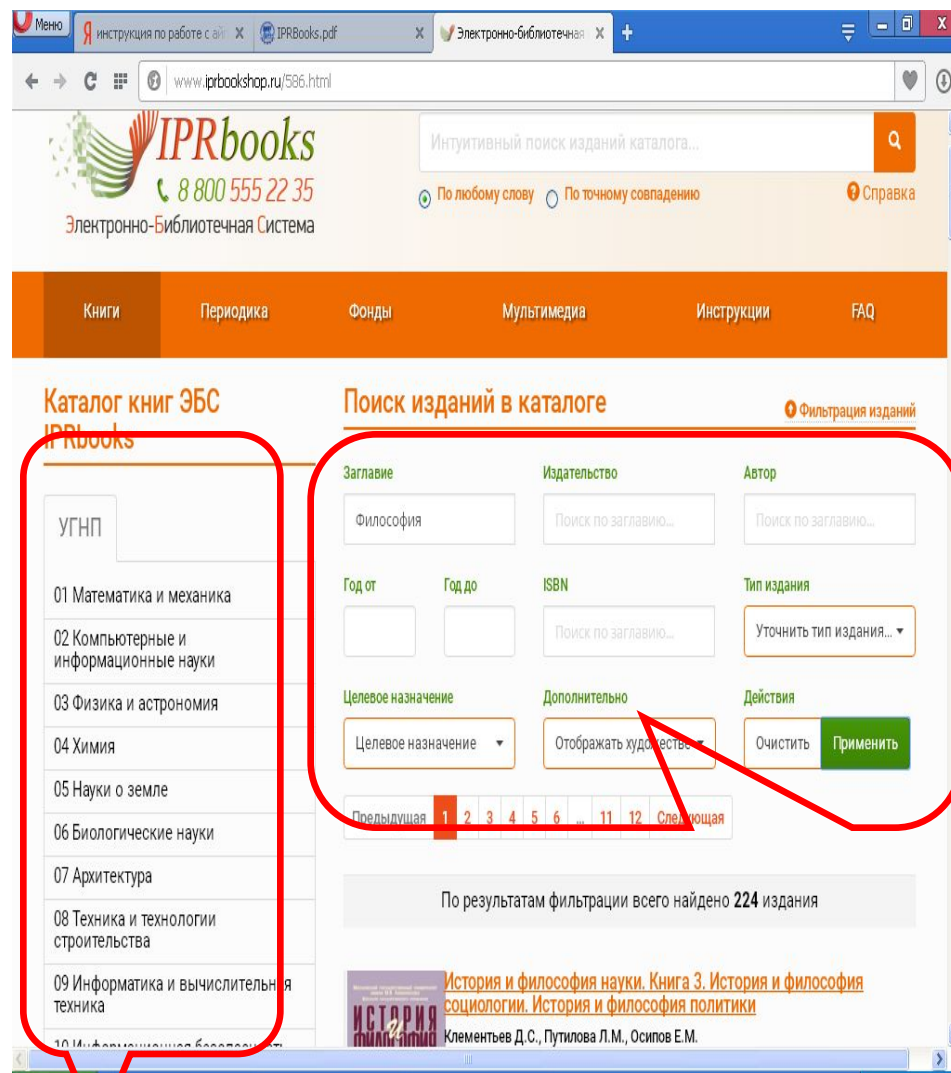 Меню
инструкция по работе с ай
IPRBooks.pdf
Электронно-библиотечная
www.iprbookshop.ru/586.html
IPRbooks
8 800 555 22 35
Электронно-Библиотечная Система
Интуитивный поиск изданий каталога...
По любому слову
По точному совпадению
Справка
Книги
Периодика
Фонды
Мультимедиа
Инструкции
FAQ
Каталог книг ЭБС
IPRbooks
УГНП
01 Математика и механика
02 Компьютерные и
информационные науки
03 Физика и астрономия
04 Химия
05 Науки о земле
06 Биологические науки
07 Архитектура
08 Техника и технологии
строительства
09 Информатика и вычислительная
техника
10 Информационная безопасность
Поиск изданий в каталоге
Фильтрация изданий
Заглавие
Издательство
Автор
Философия
Поиск по заглавию...
Поиск по заглавию...
Год от
Год до
ISBN
Тип издания
Поиск по заглавию...
Уточнить тип издания...
Целевое назначение
Дополнительно
Действия
Целевое назначение
Отображать художестве
Очистить
Применить
Предыдущая 1 2 3 4 5 6 ... 11 12 Следующая
По результатам фильтрации всего найдено 224 издания
ИСТОРИЯ
И
История и философия науки. Книга 3. История и философия
социологии. История и философия политики
Клементьев Д.С., Путилова Л.М., Осипов Е.М.